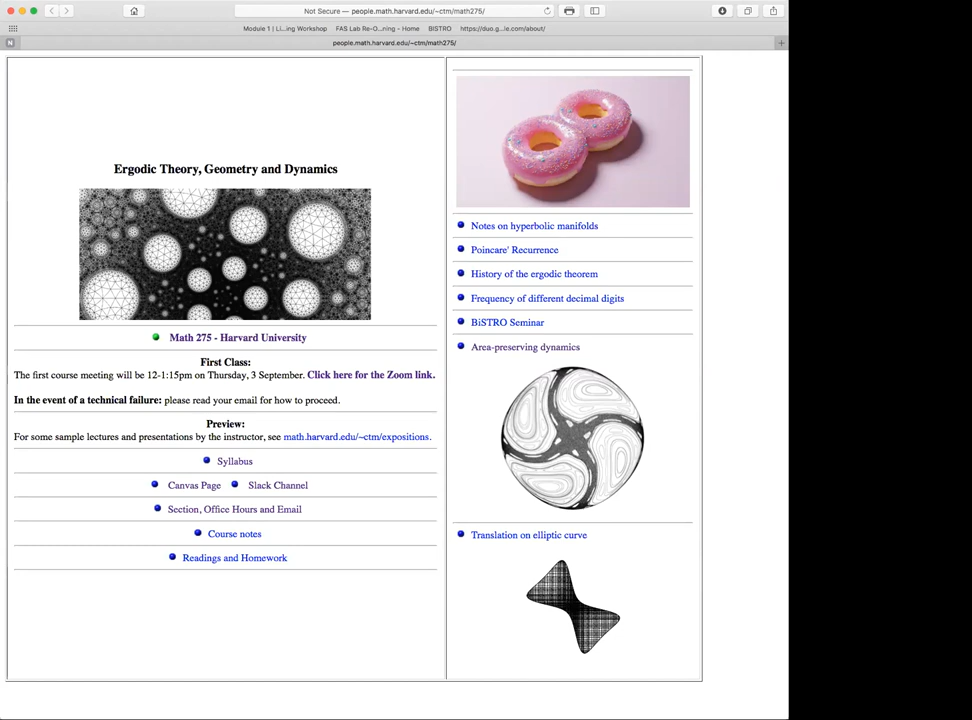 Not Secure — people.math.harvard.edu/~ctm/math275/
Module 1 | Li...ing Workshop
FAS Lab Re-O...ning - Home
BISTRO
https://duo.g...le.com/about/
N
people.math.harvard.edu/~ctm/math275/
Ergodic Theory, Geometry and Dynamics
Math 275 - Harvard University
First Class:
The first course meeting will be 12-1:15pm on Thursday, 3 September. Click here for the Zoom link.
In the event of a technical failure: please read your email for how to proceed.
Preview:
For some sample lectures and presentations by the instructor, see math.harvard.edu/~ctm/expositions.
Syllabus
Canvas Page Slack Channel
Section, Office Hours and Email
Course notes
Readings and Homework
Notes on hyperbolic manifolds
Poincare' Recurrence
History of the ergodic theorem
Frequency of different decimal digits
BiSTRO Seminar
Area-preserving dynamics
Translation on elliptic curve